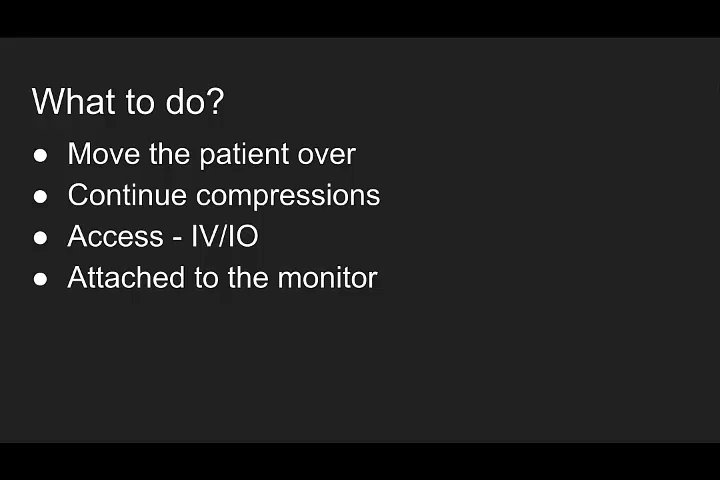 What to do?
● Move the patient over
● Continue compressions
● Access - IV/IO
● Attached to the monitor